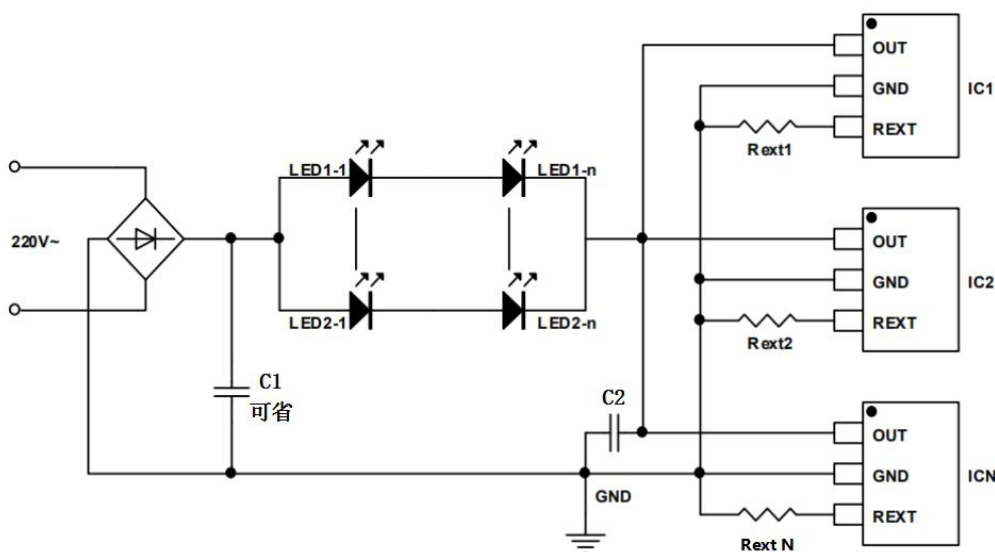 OUT
GND
IC1
REXT
Rext1
LED1-1
LED1-n
220V~
OUT
GND
IC2
REXT
LED2-1
LED2-n
Rext2
C1
可省
C2
OUT
GND
ICN
GND
REXT
Rext N